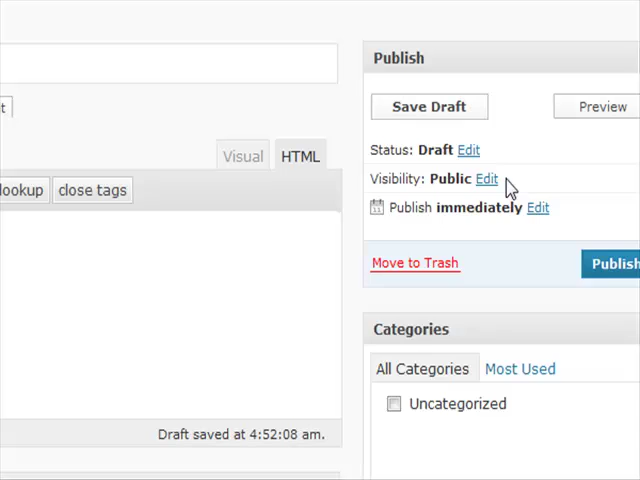 Publish
Save Draft
Preview
Status: Draft Edit
Visual
HTML
Visibility: Public Edit
lookup
close tags
Publish immediately Edit
Move to Trash
Publish
Categories
All Categories
Most Used
Uncategorized
Draft saved at 4:52:08 am.